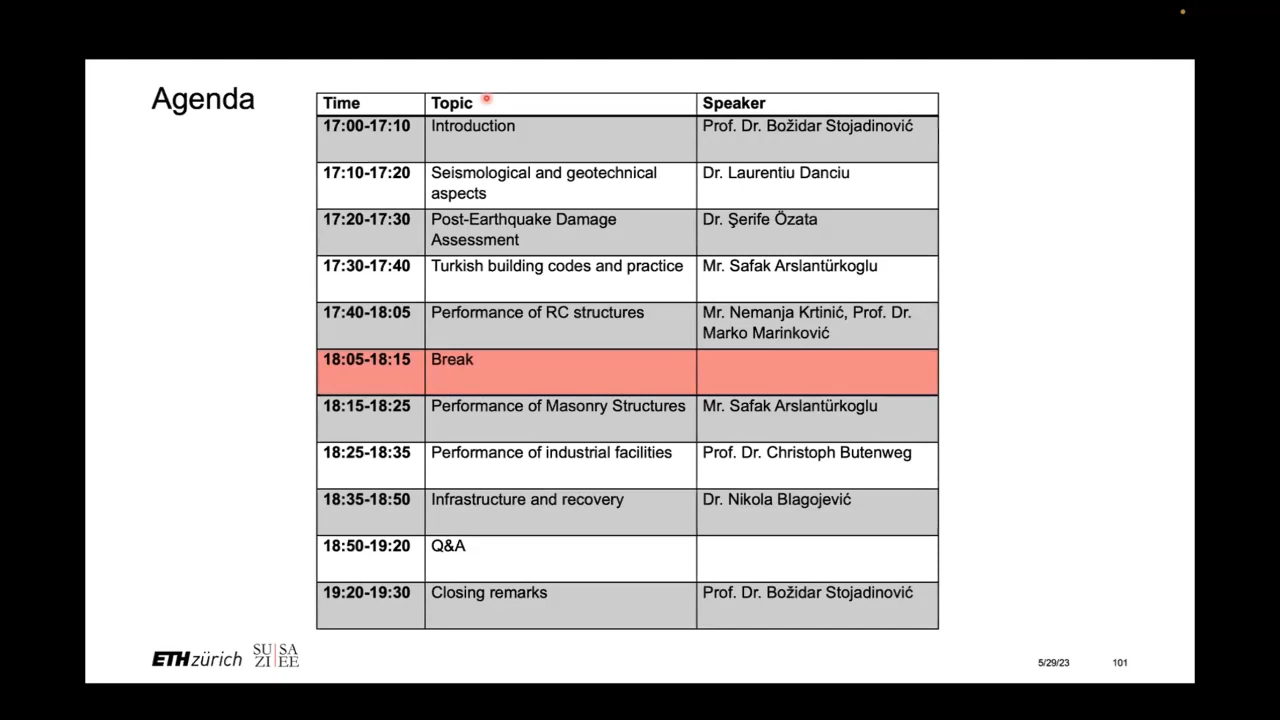 Agenda
Time Topic Speaker
17:00-17:10 Introduction Prof. Dr. Božidar Stojadinović
17:10-17:20 Seismological and geotechnical aspects Dr. Laurentiu Danciu
17:20-17:30 Post-Earthquake Damage Assessment Dr. Şerife Özata
17:30-17:40 Turkish building codes and practice Mr. Safak Arslantürkoglu
17:40-18:05 Performance of RC structures Mr. Nemanja Krtinić, Prof. Dr. Marko Marinković
18:05-18:15 Break
18:15-18:25 Performance of Masonry Structures Mr. Safak Arslantürkoglu
18:25-18:35 Performance of industrial facilities Prof. Dr. Christoph Butenweg
18:35-18:50 Infrastructure and recovery Dr. Nikola Blagojević
18:50-19:20 Q&A
19:20-19:30 Closing remarks Prof. Dr. Božidar Stojadinović
ETH zürich
SU|SA
ZI|EE
5/29/23 101